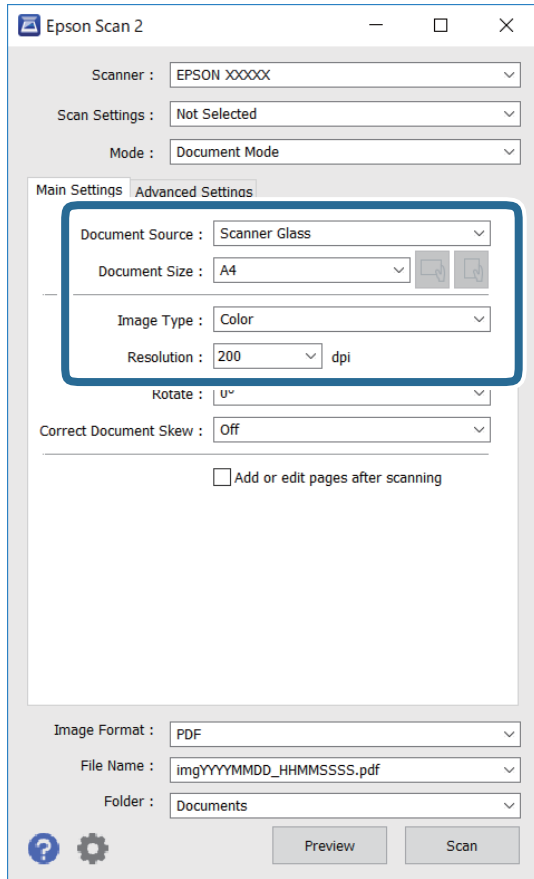 Epson Scan 2
Scanner : EPSON XXXXX
Scan Settings : Not Selected
Mode : Document Mode
Main Settings Advanced Settings
Document Source : Scanner Glass
Document Size : A4
Image Type : Color
Resolution : 200 dpi
Rotate : 0°
Correct Document Skew : Off
Add or edit pages after scanning
Image Format : PDF
File Name : imgYYYYMMDD_HHMMSSSS.pdf
Folder : Documents
? Preview Scan